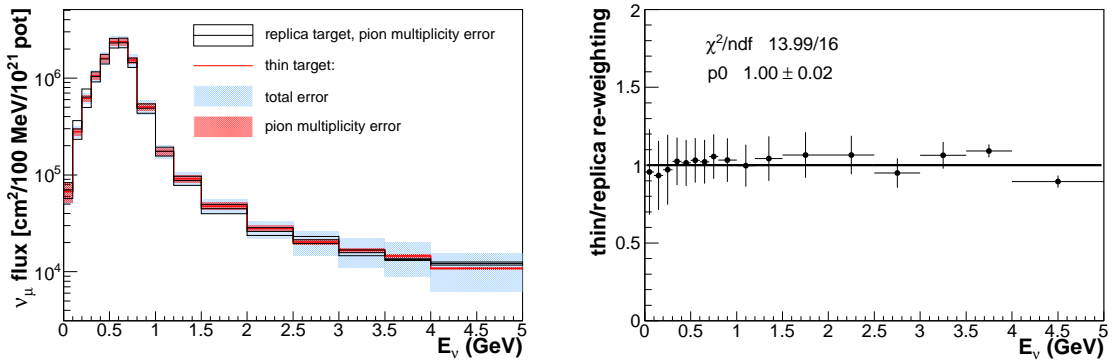 ν_μ flux [cm²/100 MeV/10²¹ pot]
10⁶
10⁵
10⁴
replica target, pion multiplicity error
thin target:
total error
pion multiplicity error
0 0.5 1 1.5 2 2.5 3 3.5 4 4.5 5
E_ν (GeV)
thin/replica re-weighting
2
1.5
1
0.5
0
χ²/ndf 13.99/16
p0 1.00 ± 0.02
0 0.5 1 1.5 2 2.5 3 3.5 4 4.5 5
E_ν (GeV)